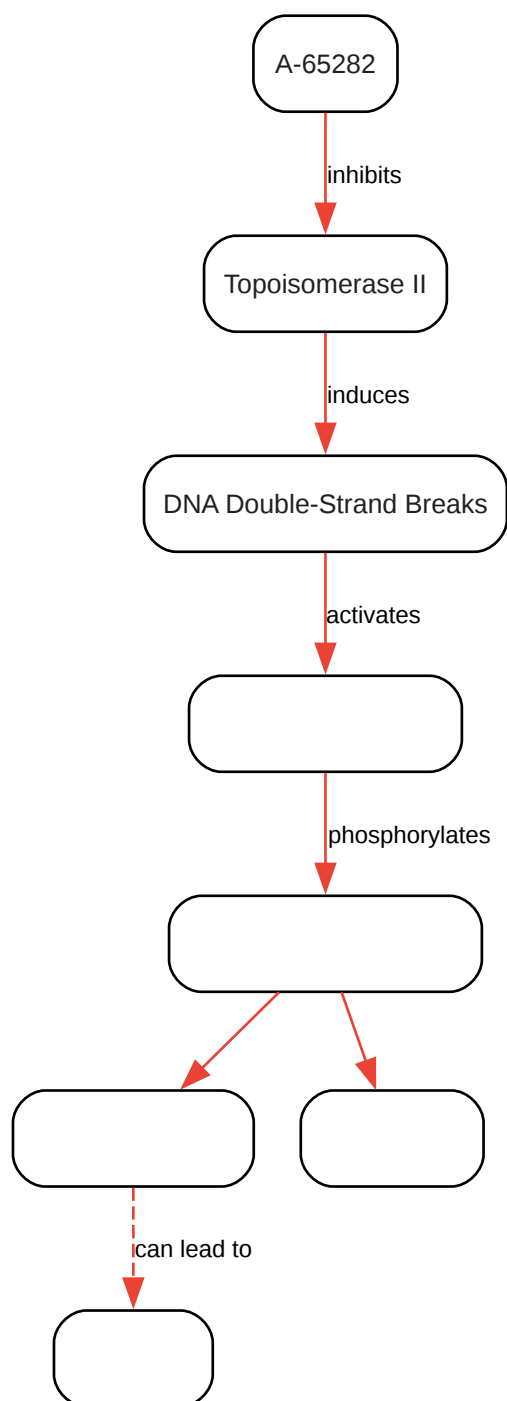 A-65282
inhibits
Topoisomerase II
induces
DNA Double-Strand Breaks
activates
phosphorylates
can lead to